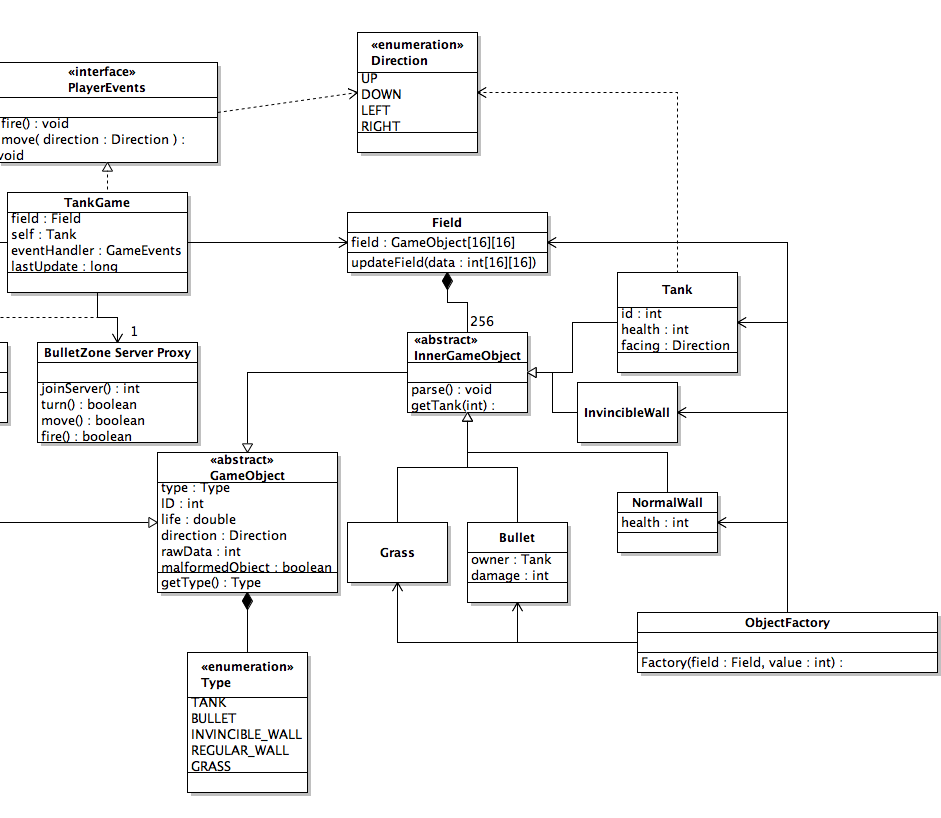 «enumeration»
Direction
UP
DOWN
LEFT
RIGHT
«interface»
PlayerEvents
fire() : void
move( direction : Direction ) :
void
TankGame
field : Field
self : Tank
eventHandler : GameEvents
lastUpdate : long
Field
field : GameObject[16][16]
updateField(data : int[16][16])
Tank
id : int
health : int
facing : Direction
256
1
«abstract»
InnerGameObject
parse() : void
getTank(int) :
BulletZone Server Proxy
joinServer() : int
turn() : boolean
move() : boolean
fire() : boolean
InvincibleWall
«abstract»
GameObject
type : Type
ID : int
life : double
direction : Direction
rawData : int
malformedObject : boolean
getType() : Type
NormalWall
health : int
Grass
Bullet
owner : Tank
damage : int
ObjectFactory
Factory(field : Field, value : int) :
«enumeration»
Type
TANK
BULLET
INVINCIBLE_WALL
REGULAR_WALL
GRASS